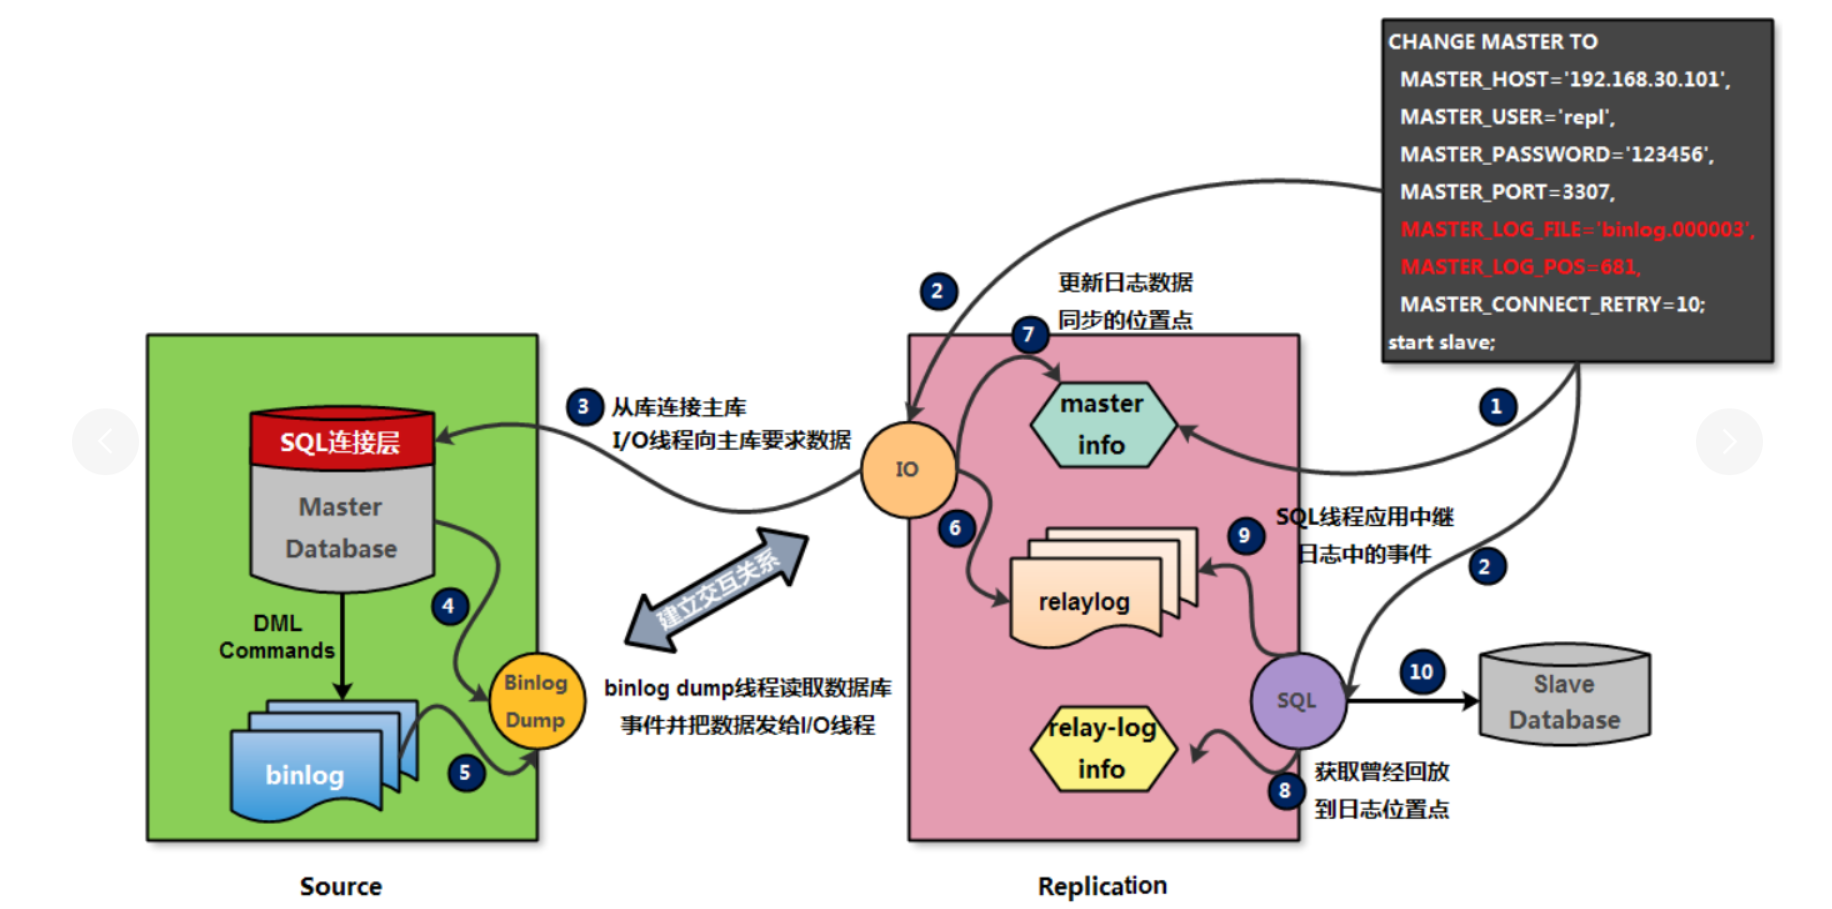 CHANGE MASTER TO
MASTER_HOST='192.168.30.101',
MASTER_USER='repl',
MASTER_PASSWORD='123456',
MASTER_PORT=3307,
MASTER_LOG_FILE='binlog.000003',
MASTER_LOG_POS=681,
MASTER_CONNECT_RETRY=10;
start slave;
2
更新日志数据
同步的位置点
7
3
从库连接主库
I/O线程向主库要求数据
1
SQL连接层
Master
Database
IO
master
info
6
9
SQL线程应用中继
日志中的事件
2
建立交互关系
4
DML
Commands
relaylog
Binlog
Dump
binlog dump线程读取数据库
事件并把数据发给I/O线程
SQL
10
Slave
Database
binlog
5
relay-log
info
8
获取曾经回放
到日志位置点
Source
Replication